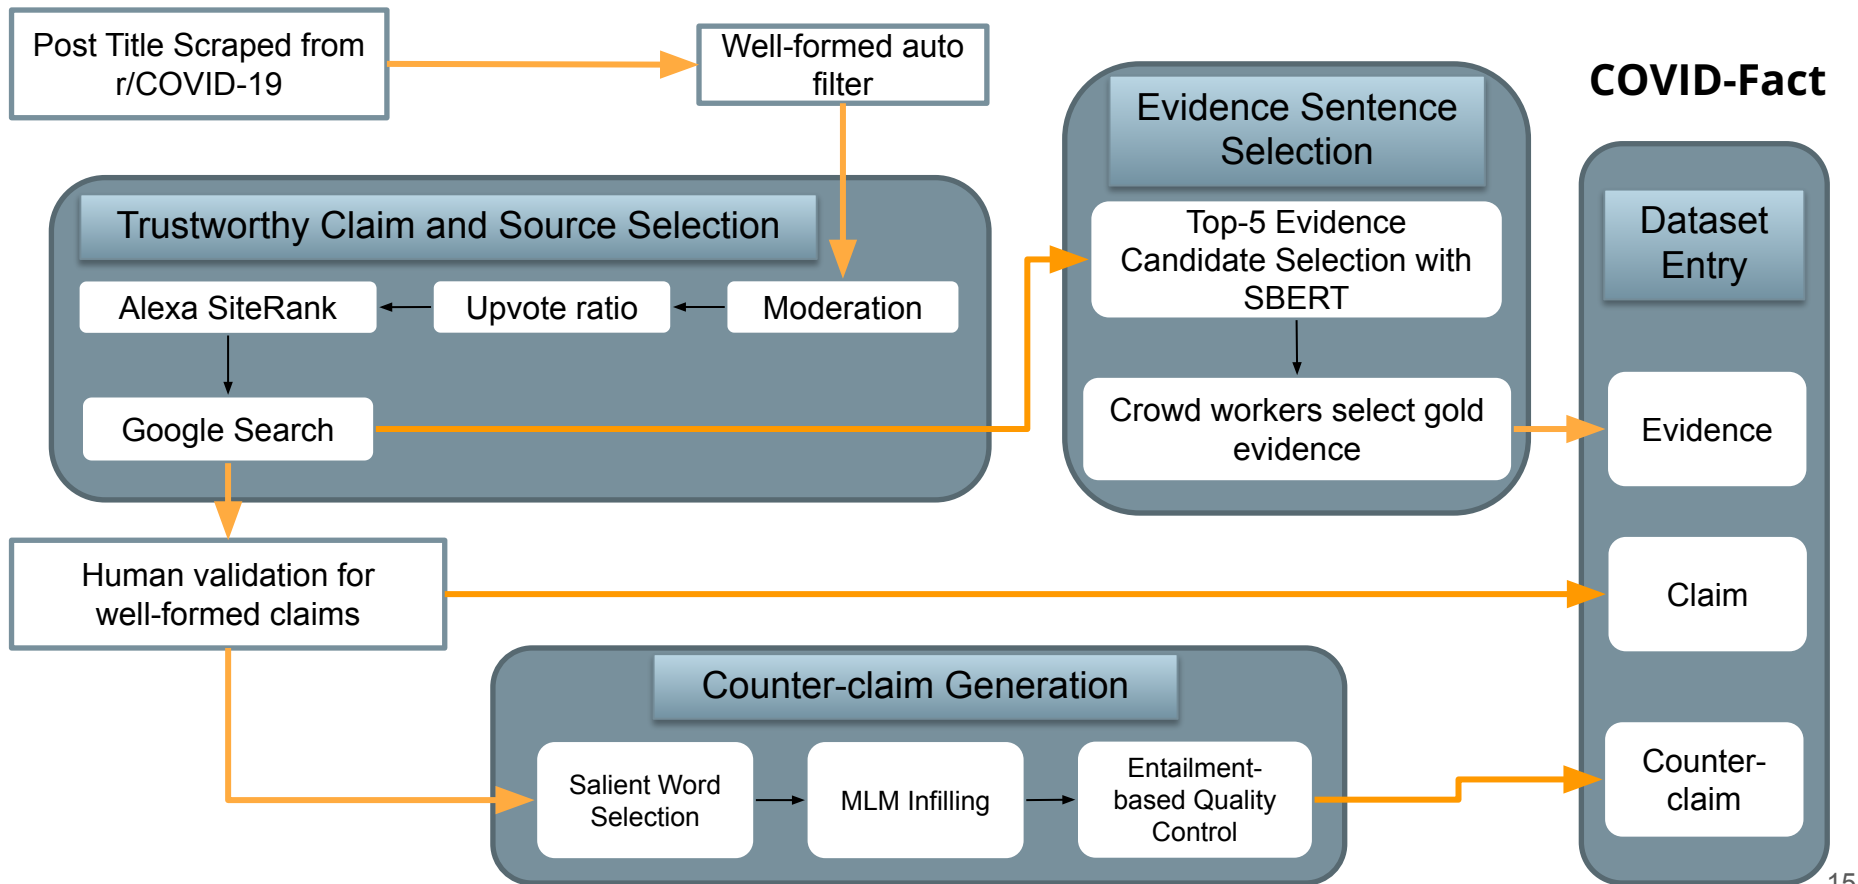 Post Title Scraped from
r/COVID-19
Well-formed auto
filter
COVID-Fact
Trustworthy Claim and Source Selection
Moderation
Upvote ratio
Alexa SiteRank
Google Search
Evidence Sentence
Selection
Top-5 Evidence
Candidate Selection with
SBERT
Crowd workers select gold
evidence
Human validation for
well-formed claims
Counter-claim Generation
Salient Word
Selection
MLM Infilling
Entailment-
based Quality
Control
Dataset
Entry
Evidence
Claim
Counter-
claim
15